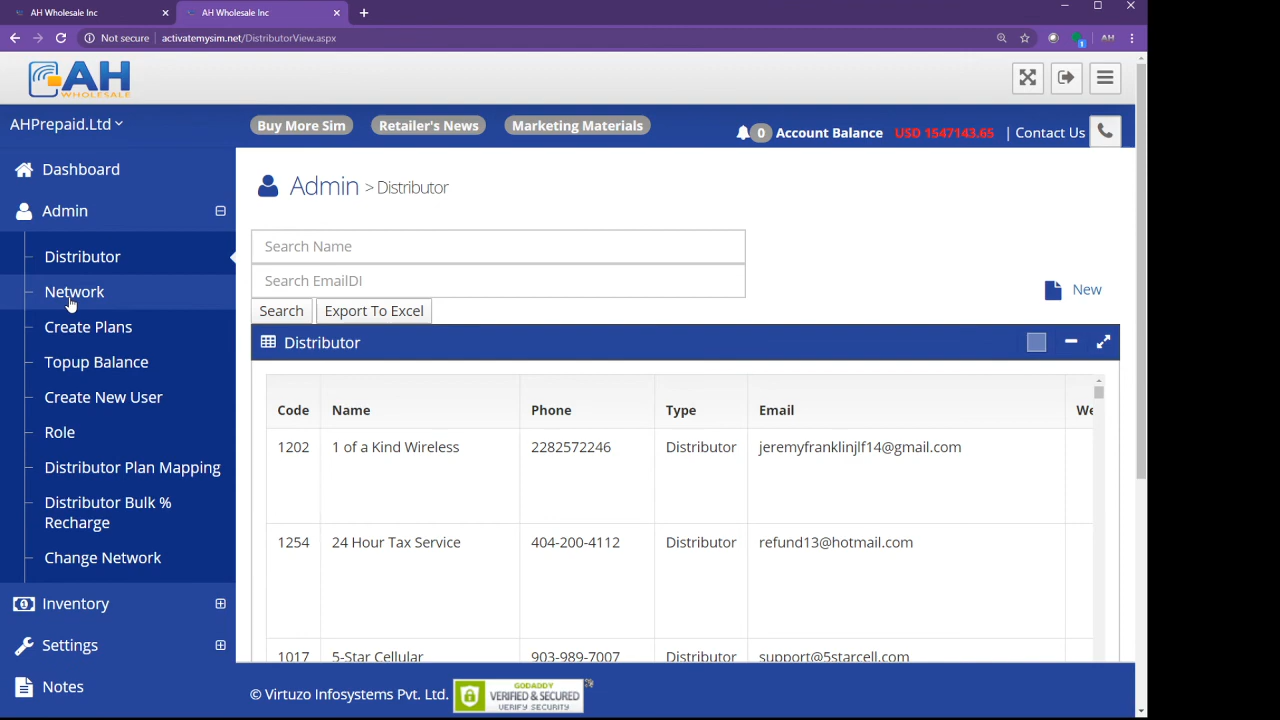 AH Wholesale Inc
AH Wholesale Inc
Not secure | activatemysim.net/DistributorView.aspx
1
AH
AH
WHOLESALE
AHPrepaid.Ltd
Buy More Sim
Retailer's News
Marketing Materials
0 Account Balance USD 1547143.65 | Contact Us
Dashboard
Admin
Distributor
Network
Create Plans
Topup Balance
Create New User
Role
Distributor Plan Mapping
Distributor Bulk %
Recharge
Change Network
Inventory
Settings
Notes
Admin > Distributor
Search Name
Search EmailDI
New
Search
Export To Excel
Distributor
Code Name Phone Type Email We
1202 1 of a Kind Wireless 2282572246 Distributor jeremyfranklinjlf14@gmail.com
1254 24 Hour Tax Service 404-200-4112 Distributor refund13@hotmail.com
1017 5-Star Cellular 903-989-7007 Distributor support@5starcell.com
© Virtuzo Infosystems Pvt. Ltd.
GODADDY
VERIFIED & SECURED
VERIFY SECURITY